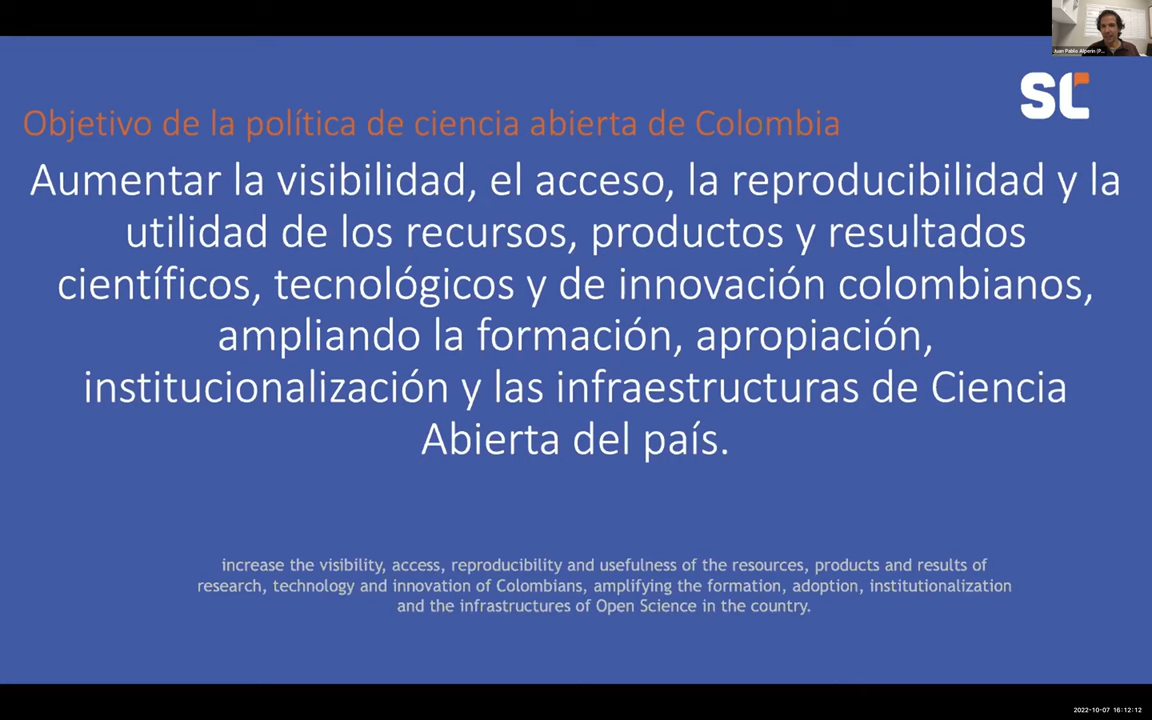 Juan Pablo Alperin (P...
SC
Objetivo de la política de ciencia abierta de Colombia
Aumentar la visibilidad, el acceso, la reproducibilidad y la
utilidad de los recursos, productos y resultados
científicos, tecnológicos y de innovación colombianos,
ampliando la formación, apropiación,
institucionalización y las infraestructuras de Ciencia
Abierta del país.
increase the visibility, access, reproducibility and usefulness of the resources, products and results of
research, technology and innovation of Colombians, amplifying the formation, adoption, institutionalization
and the infrastructures of Open Science in the country.
2022-10-07 16:12:12